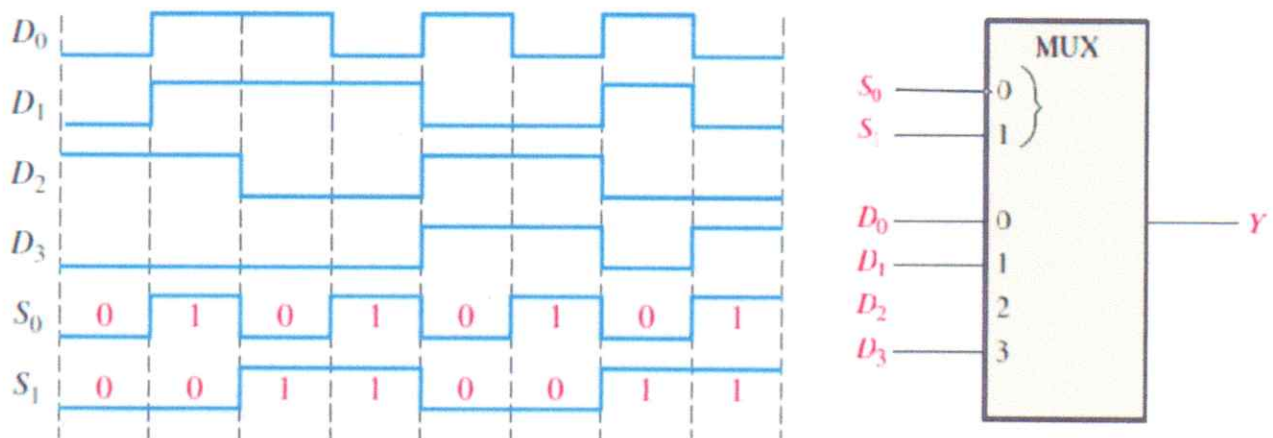 D₀
D₁
D₂
D₃
S₀ 0 1 0 1 0 1 0 1
S₁ 0 0 1 1 0 0 1 1
MUX
S₀ 0
S 1
D₀ 0
D₁ 1
D₂ 2
D₃ 3
Y